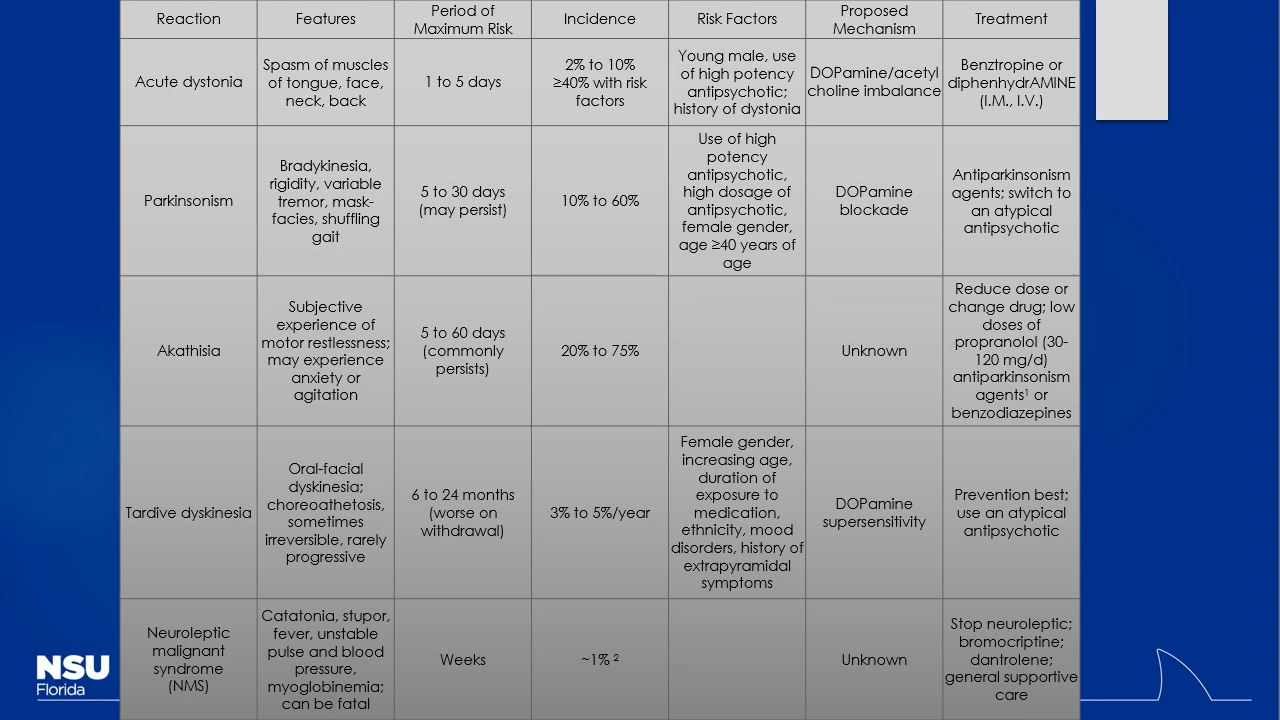 Reaction
Features
Period of
Maximum Risk
Incidence
Risk Factors
Proposed
Mechanism
Treatment
Acute dystonia
Spasm of muscles
of tongue, face,
neck, back
1 to 5 days
2% to 10%
≥40% with risk
factors
Young male, use
of high potency
antipsychotic;
history of dystonia
DOPamine/acetyl
choline imbalance
Benztropine or
diphenhydrAMINE
(I.M., I.V.)
Parkinsonism
Bradykinesia,
rigidity, variable
tremor, mask-
facies, shuffling
gait
5 to 30 days
(may persist)
10% to 60%
Use of high
potency
antipsychotic,
high dosage of
antipsychotic,
female gender,
age ≥40 years of
age
DOPamine
blockade
Antiparkinsonism
agents; switch to
an atypical
antipsychotic
Akathisia
Subjective
experience of
motor restlessness;
may experience
anxiety or
agitation
5 to 60 days
(commonly
persists)
20% to 75%
Unknown
Reduce dose or
change drug; low
doses of
propranolol (30-
120 mg/d)
antiparkinsonism
agents¹ or
benzodiazepines
Tardive dyskinesia
Oral-facial
dyskinesia;
choreoathetosis,
sometimes
irreversible, rarely
progressive
6 to 24 months
(worse on
withdrawal)
3% to 5%/year
Female gender,
increasing age,
duration of
exposure to
medication,
ethnicity, mood
disorders, history of
extrapyramidal
symptoms
DOPamine
supersensitivity
Prevention best;
use an atypical
antipsychotic
Neuroleptic
malignant
syndrome
(NMS)
Catatonia, stupor,
fever, unstable
pulse and blood
pressure,
myoglobinemia;
can be fatal
Weeks
~1% ²
Unknown
Stop neuroleptic;
bromocriptine;
dantrolene;
general supportive
care
NSU
Florida